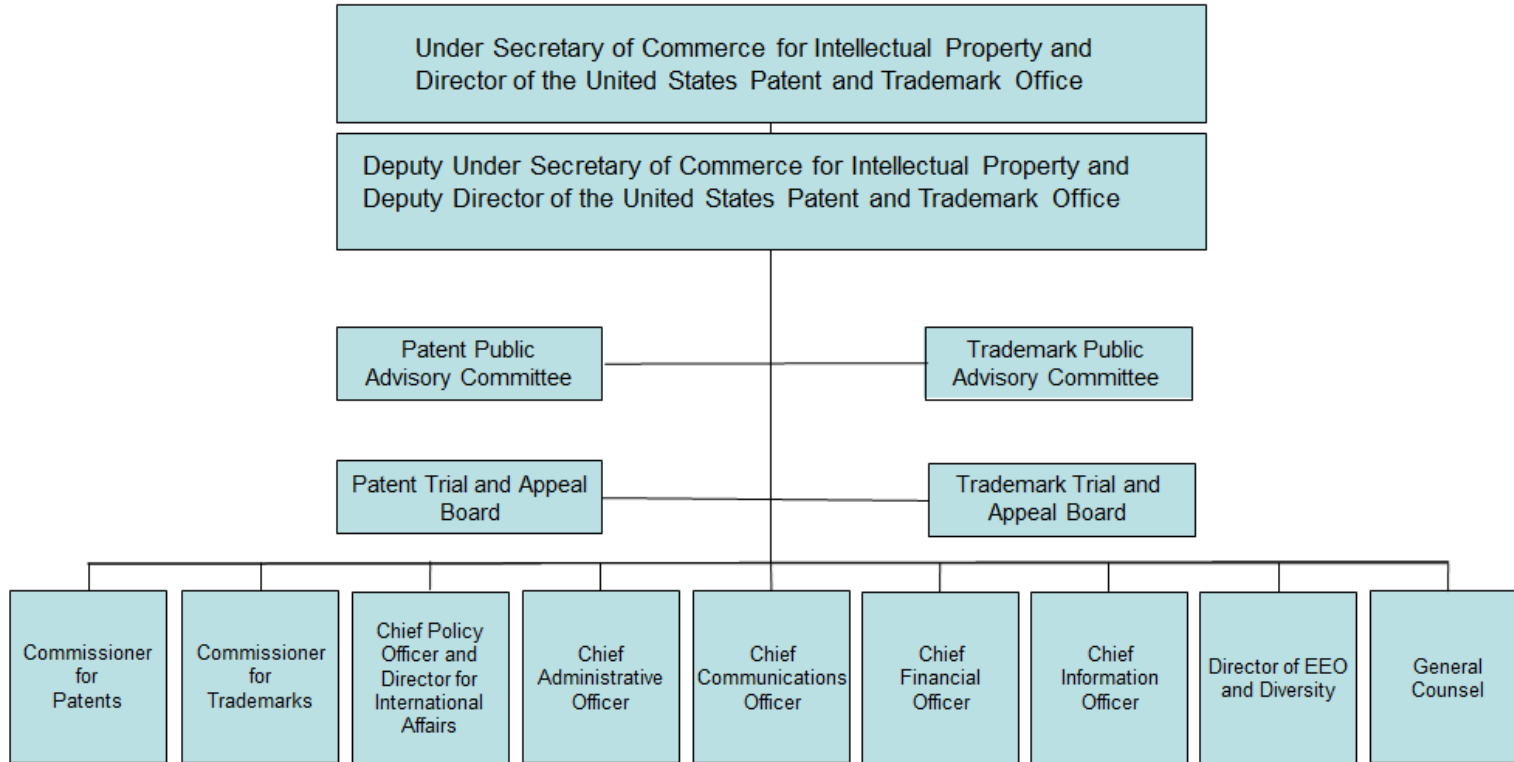 Under Secretary of Commerce for Intellectual Property and
Director of the United States Patent and Trademark Office
Deputy Under Secretary of Commerce for Intellectual Property and
Deputy Director of the United States Patent and Trademark Office
Patent Public
Advisory Committee
Trademark Public
Advisory Committee
Patent Trial and Appeal
Board
Trademark Trial and
Appeal Board
Commissioner
for
Patents
Commissioner
for
Trademarks
Chief Policy
Officer and
Director for
International
Affairs
Chief
Administrative
Officer
Chief
Communications
Officer
Chief
Financial
Officer
Chief
Information
Officer
Director of EEO
and Diversity
General
Counsel